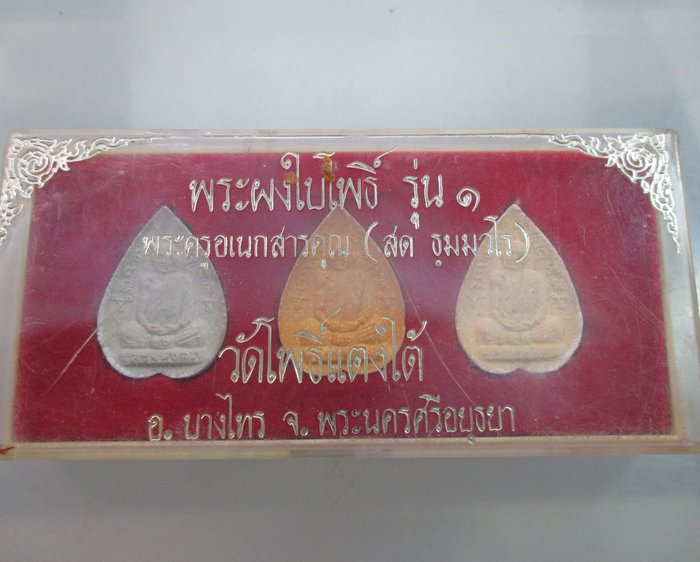 พระผงใบโพธิ์ รุ่น ๑
พระครูอเนกสารคุณ (สด ธมฺมวโร)
วัดโพธิ์แตงใต้
อ. บางไทร จ. พระนครศรีอยุธยา